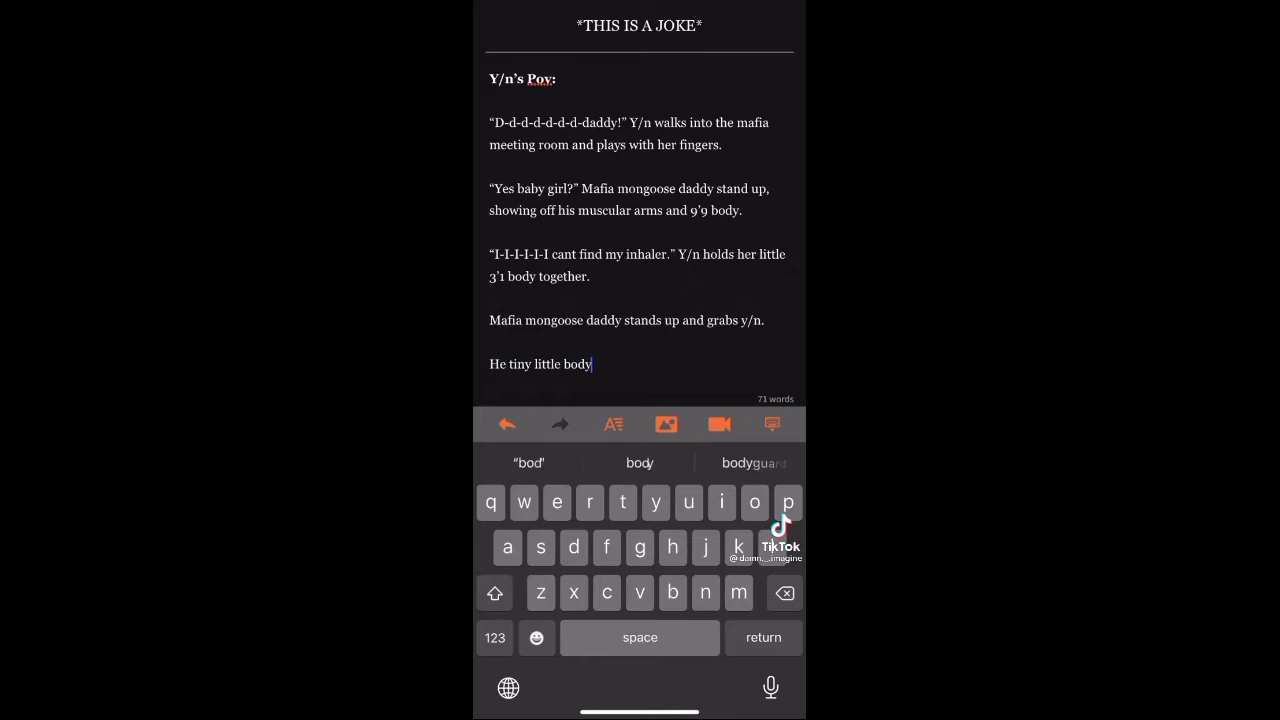 *THIS IS A JOKE*
Y/n's Pov:
“D-d-d-d-d-d-d-daddy!” Y/n walks into the mafia
meeting room and plays with her fingers.
“Yes baby girl?” Mafia mongoose daddy stand up,
showing off his muscular arms and 9'9 body.
“I-I-I-I-I-I cant find my inhaler.” Y/n holds her little
3'1 body together.
Mafia mongoose daddy stands up and grabs y/n.
He tiny little body
71 words
“bod” body bodyguard
q w e r t y u i o p
a s d f g h j k
TikTok
z x c v b n m
123 space return